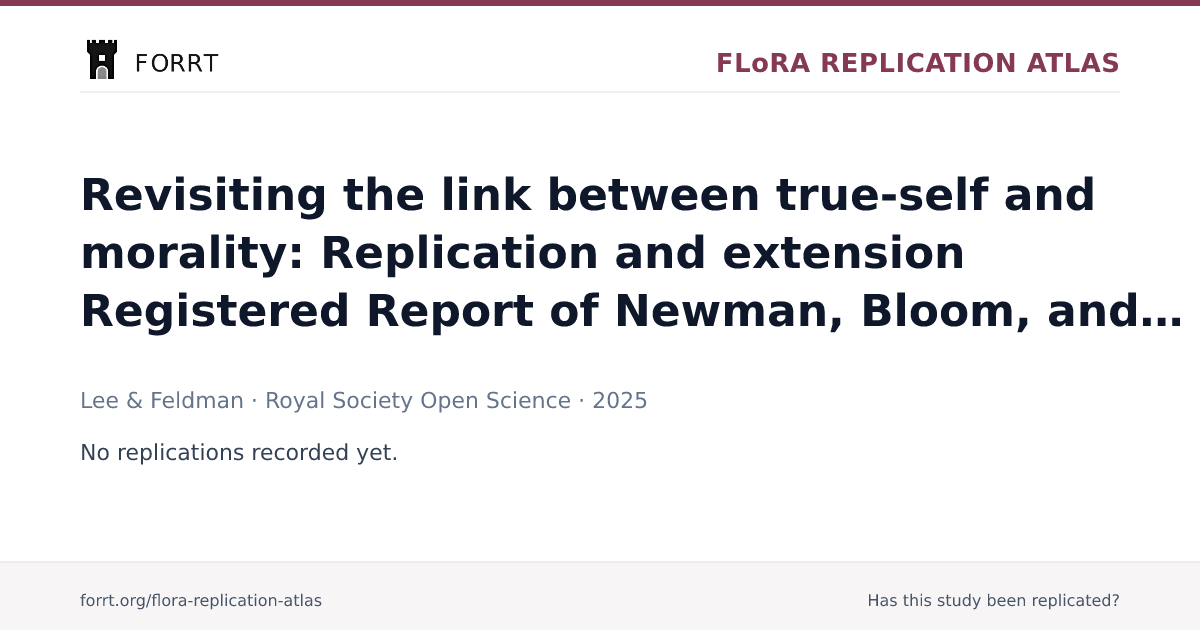 FORRT
FLoRA REPLICATION ATLAS
Revisiting the link between true-self and
morality: Replication and extension
Registered Report of Newman, Bloom, and…
Lee & Feldman · Royal Society Open Science · 2025
No replications recorded yet.
forrt.org/flora-replication-atlas
Has this study been replicated?